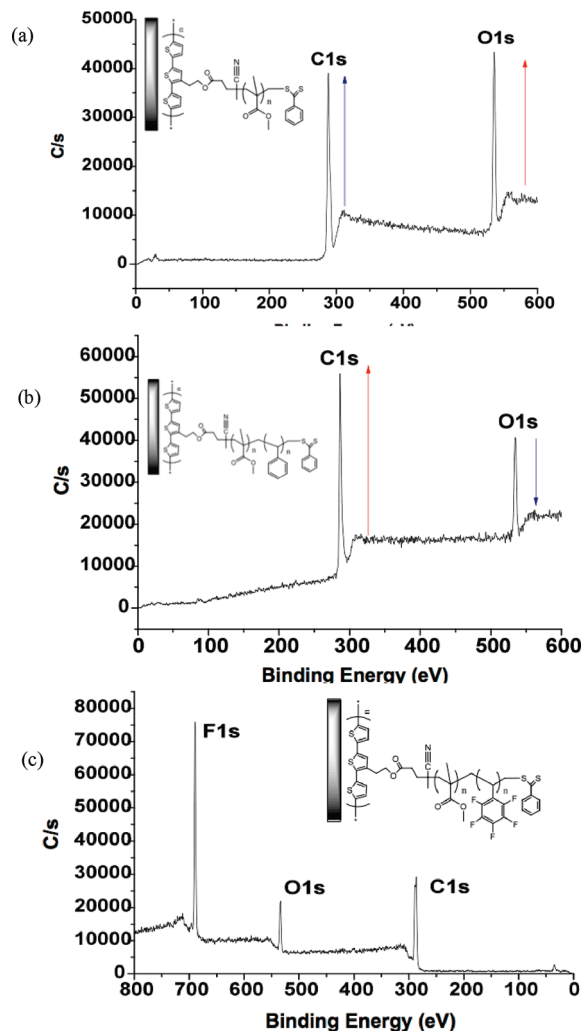 (a)
C1s
O1s
50000
40000
30000
20000
10000
0
C/s
0 100 200 300 400 500 600
N
S
S
S
O
O
n
O
O
S
S
(b)
C1s
O1s
60000
50000
40000
30000
20000
10000
0
C/s
0 100 200 300 400 500 600
Binding Energy (eV)
N
S
S
S
O
O
n
n
O
O
S
S
(c)
F1s
O1s
C1s
80000
70000
60000
50000
40000
30000
20000
10000
0
C/s
800 700 600 500 400 300 200 100 0
Binding Energy (eV)
N
S
S
S
O
O
n
n
O
O
F
F
F
F
F
S
S